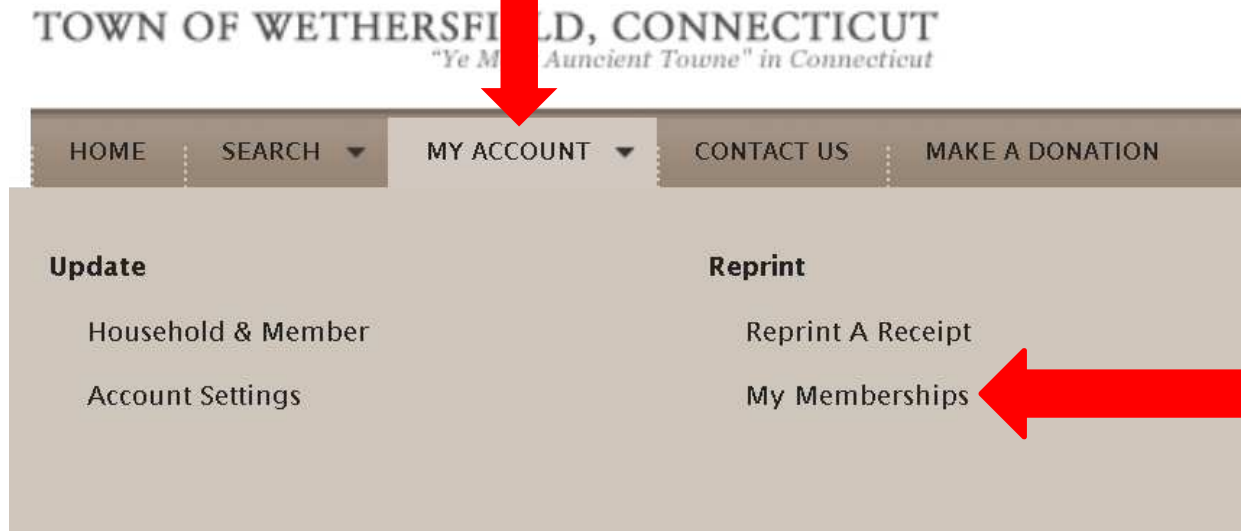 TOWN OF WETHERSFI LD, CONNECTICUT
"Ye M Auncient Towne" in Connecticut
HOME SEARCH MY ACCOUNT CONTACT US MAKE A DONATION
Update Reprint
Household & Member Reprint A Receipt
Account Settings My Memberships